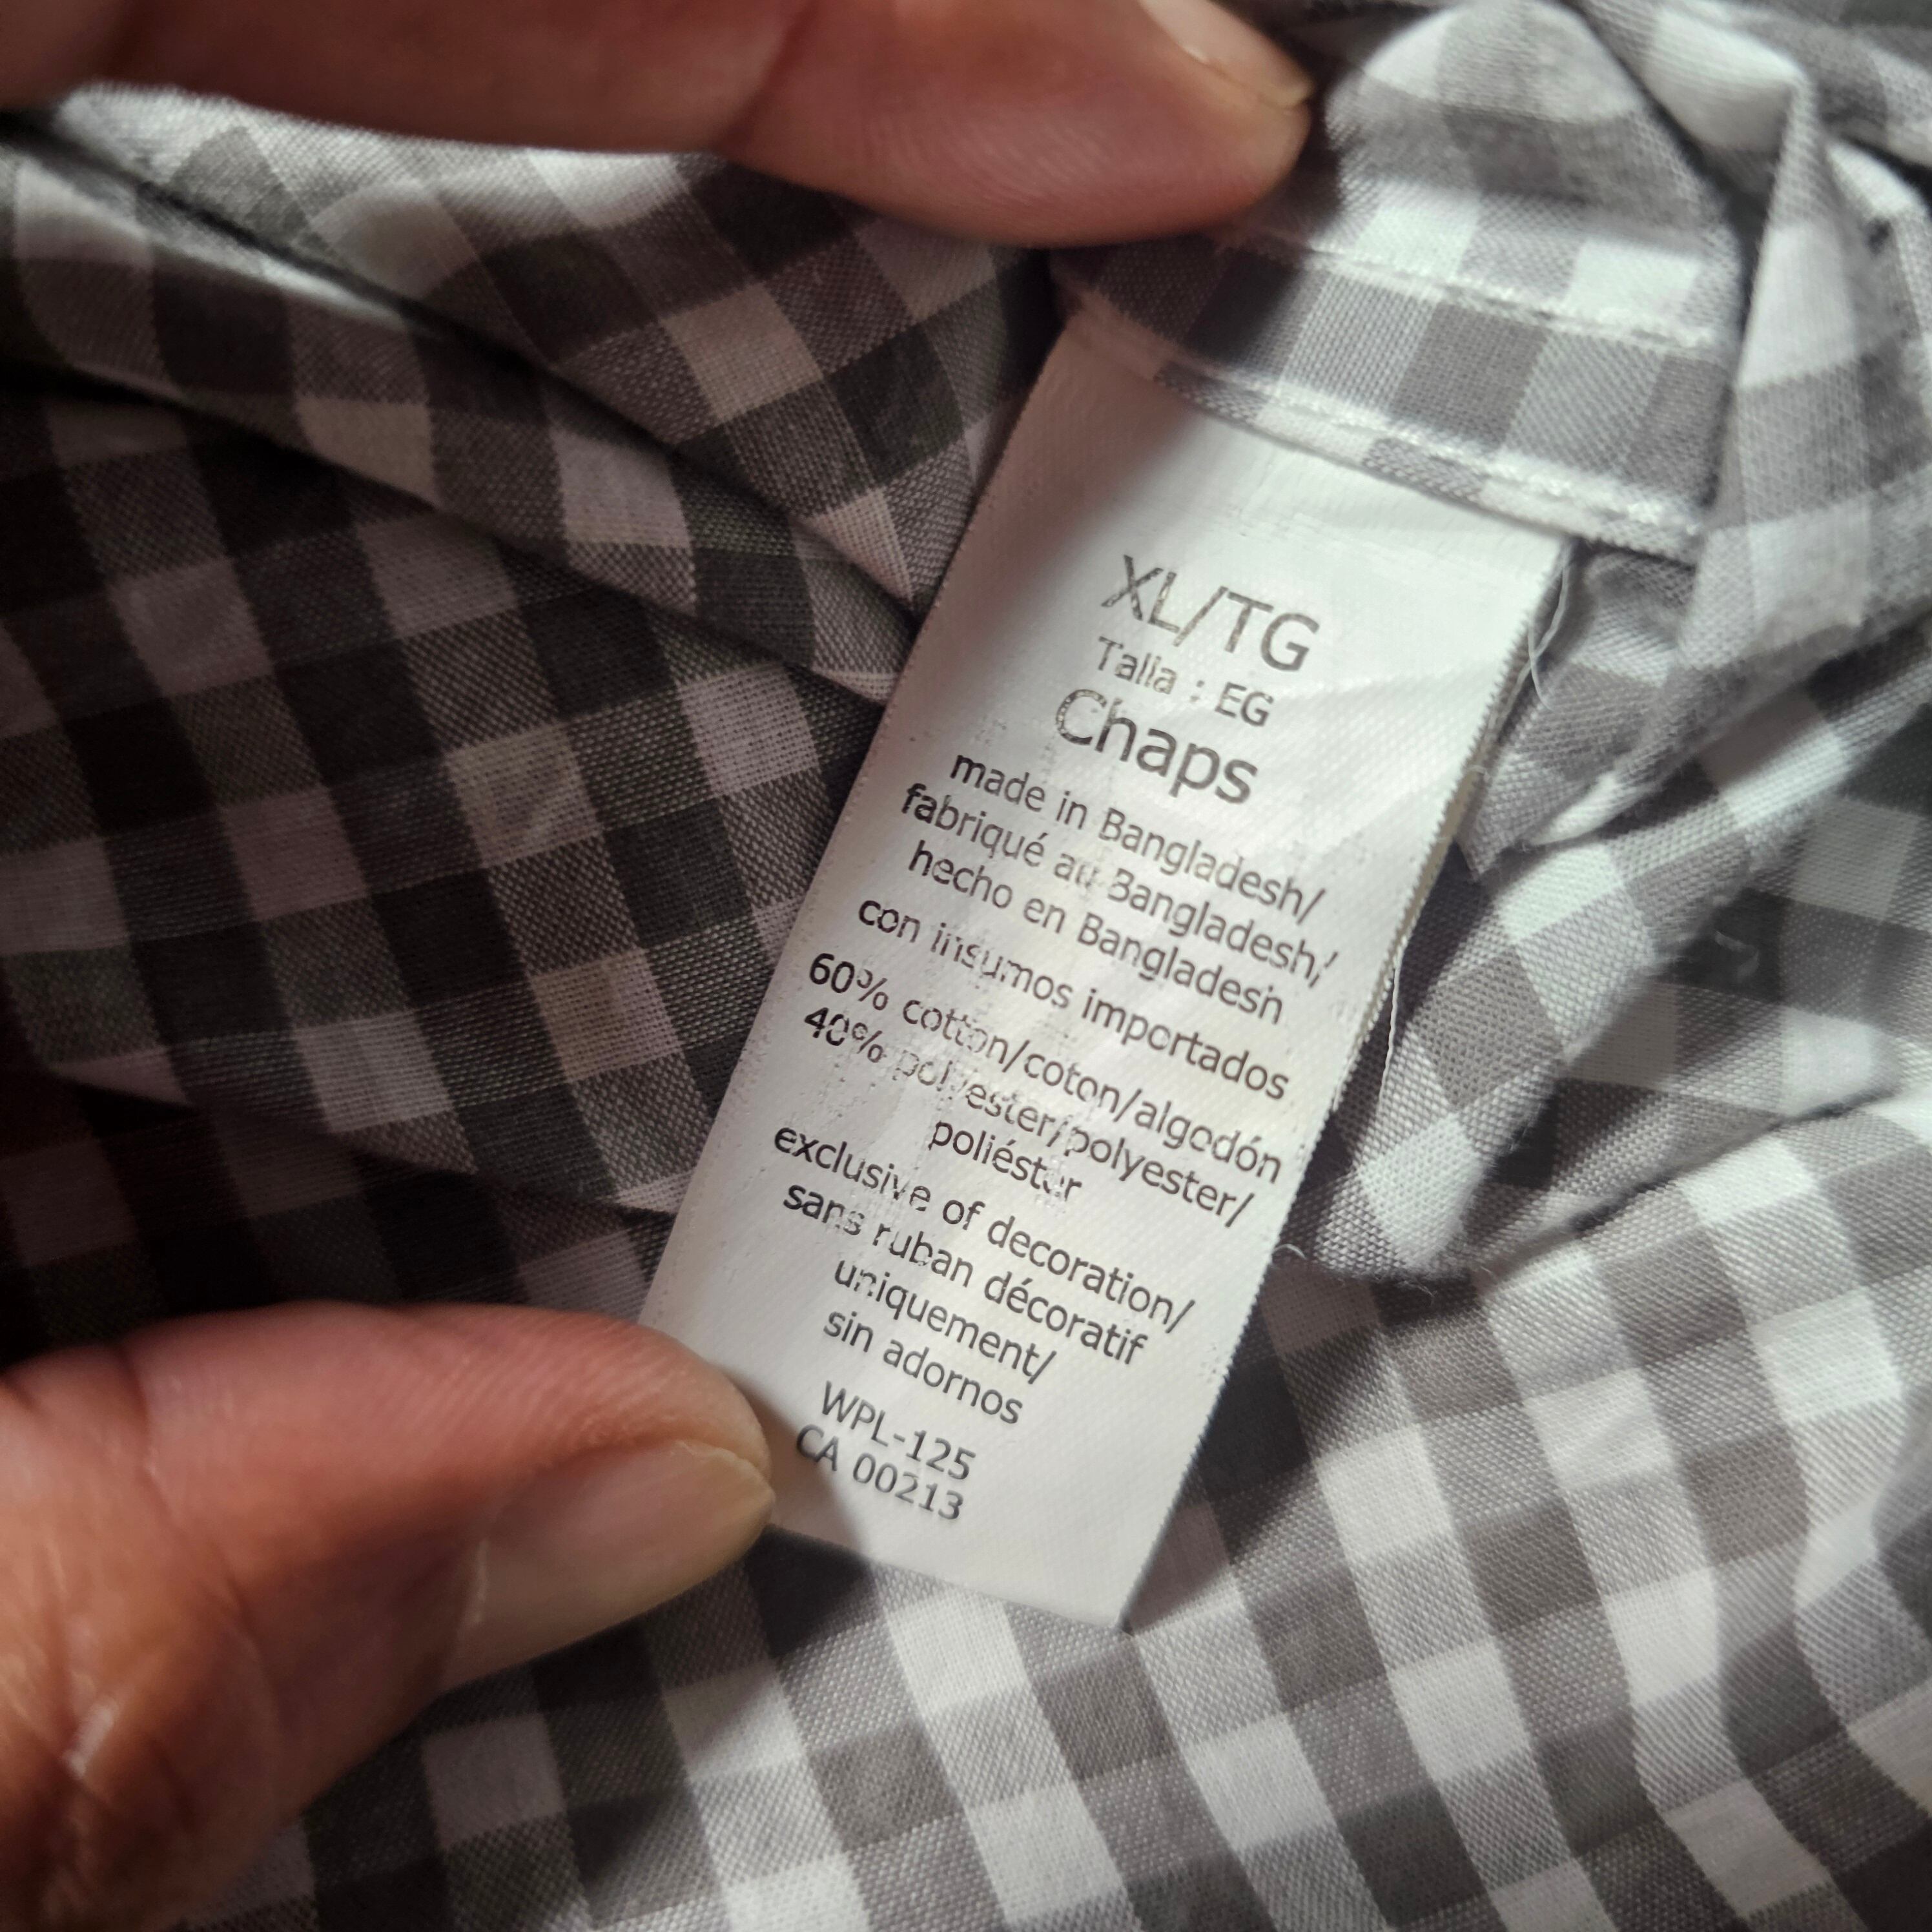 XL/TG
Talla : EG
Chaps
made in Bangladesh/
fabriqué au Bangladesh/
hecho en Bangladesh
con insumos importados
60% cotton/coton/algodón
40% polyester/polyester/
poliéster
exclusive of decoration/
sans ruban décoratif
uniquement/
sin adornos
WPL-125
CA 00213